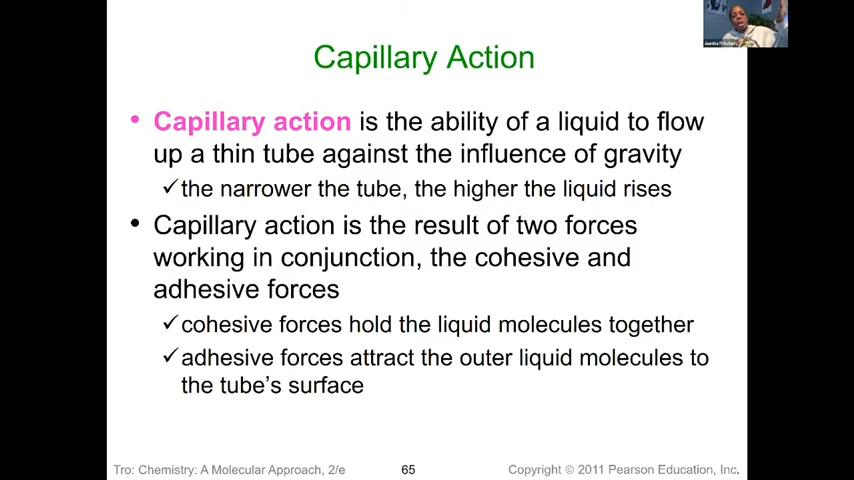 Capillary Action
• Capillary action is the ability of a liquid to flow
up a thin tube against the influence of gravity
✓the narrower the tube, the higher the liquid rises
• Capillary action is the result of two forces
working in conjunction, the cohesive and
adhesive forces
✓cohesive forces hold the liquid molecules together
✓adhesive forces attract the outer liquid molecules to
the tube's surface
Tro: Chemistry: A Molecular Approach, 2/e
65
Copyright © 2011 Pearson Education, Inc.